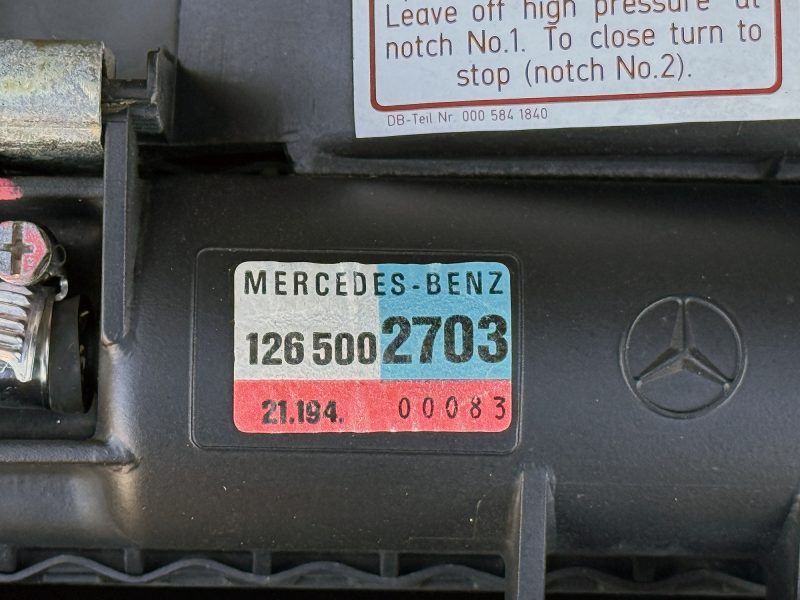 Leave off high pressure at
notch No.1. To close turn to
stop (notch No.2).
DB-Teil Nr. 000 584 1840
MERCEDES-BENZ
126 500 2703
21.194. 00083